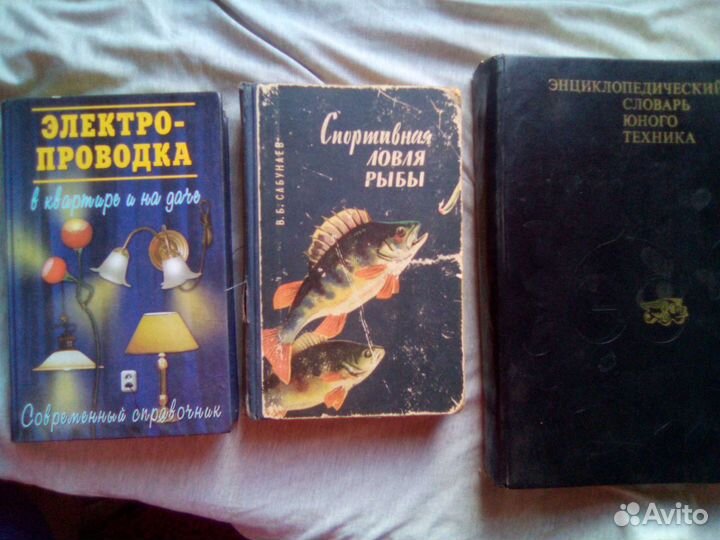 ЭЛЕКТРО-
ПРОВОДКА
в квартире и на даче
Современный справочник
В. Б. САБУНАЕВ
Спортивная
ЛОВЛЯ
РЫБЫ
ЭНЦИКЛОПЕДИЧЕСКИЙ
СЛОВАРЬ
ЮНОГО
ТЕХНИКА
Avito